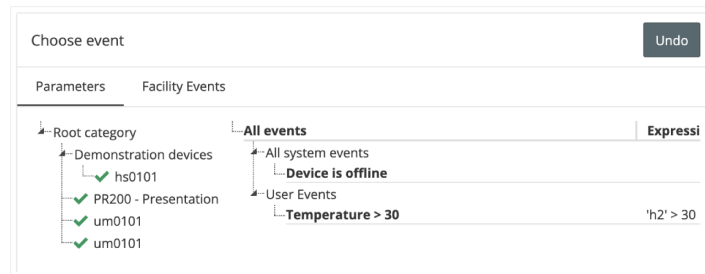 Choose event
Undo
Parameters Facility Events
Root category
Demonstration devices
hs0101
PR200 - Presentation
um0101
um0101
All events Expressi
All system events
Device is offline
User Events
Temperature > 30 'h2' > 30